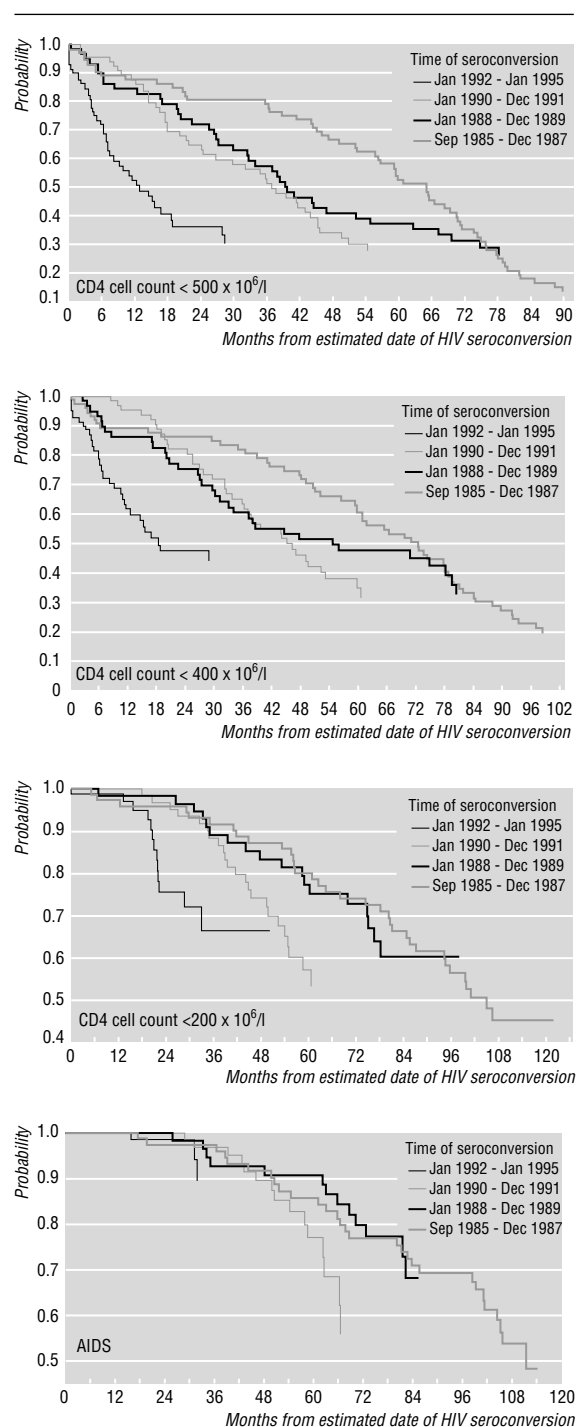 Probability
1.0
0.9
0.8
0.7
0.6
0.5
0.4
0.3
0.2
0.1
Time of seroconversion
Jan 1992 - Jan 1995
Jan 1990 - Dec 1991
Jan 1988 - Dec 1989
Sep 1985 - Dec 1987
CD4 cell count < 500 x 10⁶/l
0 6 12 18 24 30 36 42 48 54 60 66 72 78 84 90
Months from estimated date of HIV seroconversion
Probability
1.0
0.9
0.8
0.7
0.6
0.5
0.4
0.3
0.2
0.1
0
Time of seroconversion
Jan 1992 - Jan 1995
Jan 1990 - Dec 1991
Jan 1988 - Dec 1989
Sep 1985 - Dec 1987
CD4 cell count < 400 x 10⁶/l
0 6 12 18 24 30 36 42 48 54 60 66 72 78 84 90 96 102
Months from estimated date of HIV seroconversion
Probability
1.0
0.9
0.8
0.7
0.6
0.5
0.4
Time of seroconversion
Jan 1992 - Jan 1995
Jan 1990 - Dec 1991
Jan 1988 - Dec 1989
Sep 1985 - Dec 1987
CD4 cell count <200 x 10⁶/l
0 12 24 36 48 60 72 84 96 108 120
Months from estimated date of HIV seroconversion
Probability
1.0
0.9
0.8
0.7
0.6
0.5
Time of seroconversion
Jan 1992 - Jan 1995
Jan 1990 - Dec 1991
Jan 1988 - Dec 1989
Sep 1985 - Dec 1987
AIDS
0 12 24 36 48 60 72 84 96 108 120
Months from estimated date of HIV seroconversion